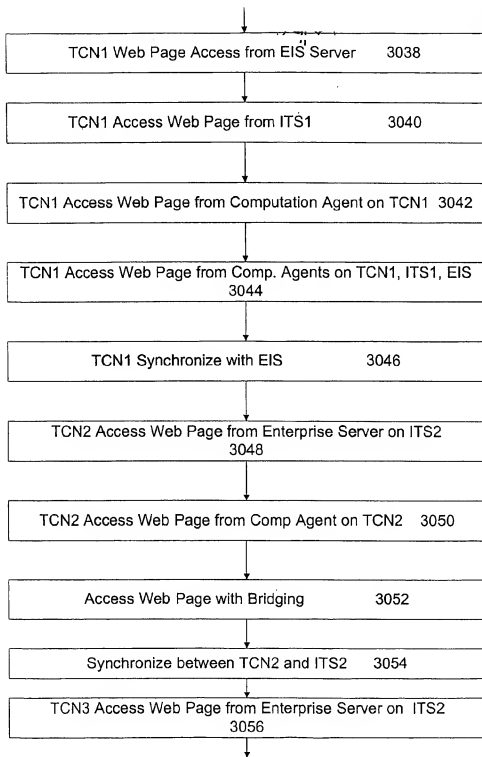 TCN1 Web Page Access from EIS Server 3038
TCN1 Access Web Page from ITS1 3040
TCN1 Access Web Page from Computation Agent on TCN1 3042
TCN1 Access Web Page from Comp. Agents on TCN1, ITS1, EIS
3044
TCN1 Synchronize with EIS 3046
TCN2 Access Web Page from Enterprise Server on ITS2
3048
TCN2 Access Web Page from Comp Agent on TCN2 3050
Access Web Page with Bridging 3052
Synchronize between TCN2 and ITS2 3054
TCN3 Access Web Page from Enterprise Server on ITS2
3056